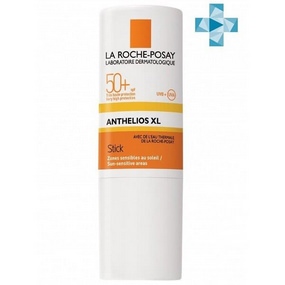 LA ROCHE-POSAY
LABORATOIRE DERMATOLOGIQUE
50+
ANTHELIOS XL
AVEC DE L'EAU THERMALE
DE LA ROCHE-POSAY
Stick
Zones sensibles au soleil /
Sun sensitive areas